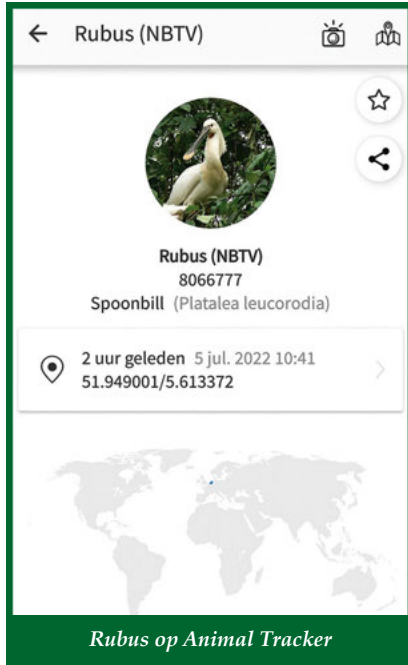 Rubus (NBTV)
Rubus (NBTV)
8066777
Spoonbill (Platalea leucorodia)
2 uur geleden 5 jul. 2022 10:41
51.949001/5.613372
Rubus op Animal Tracker